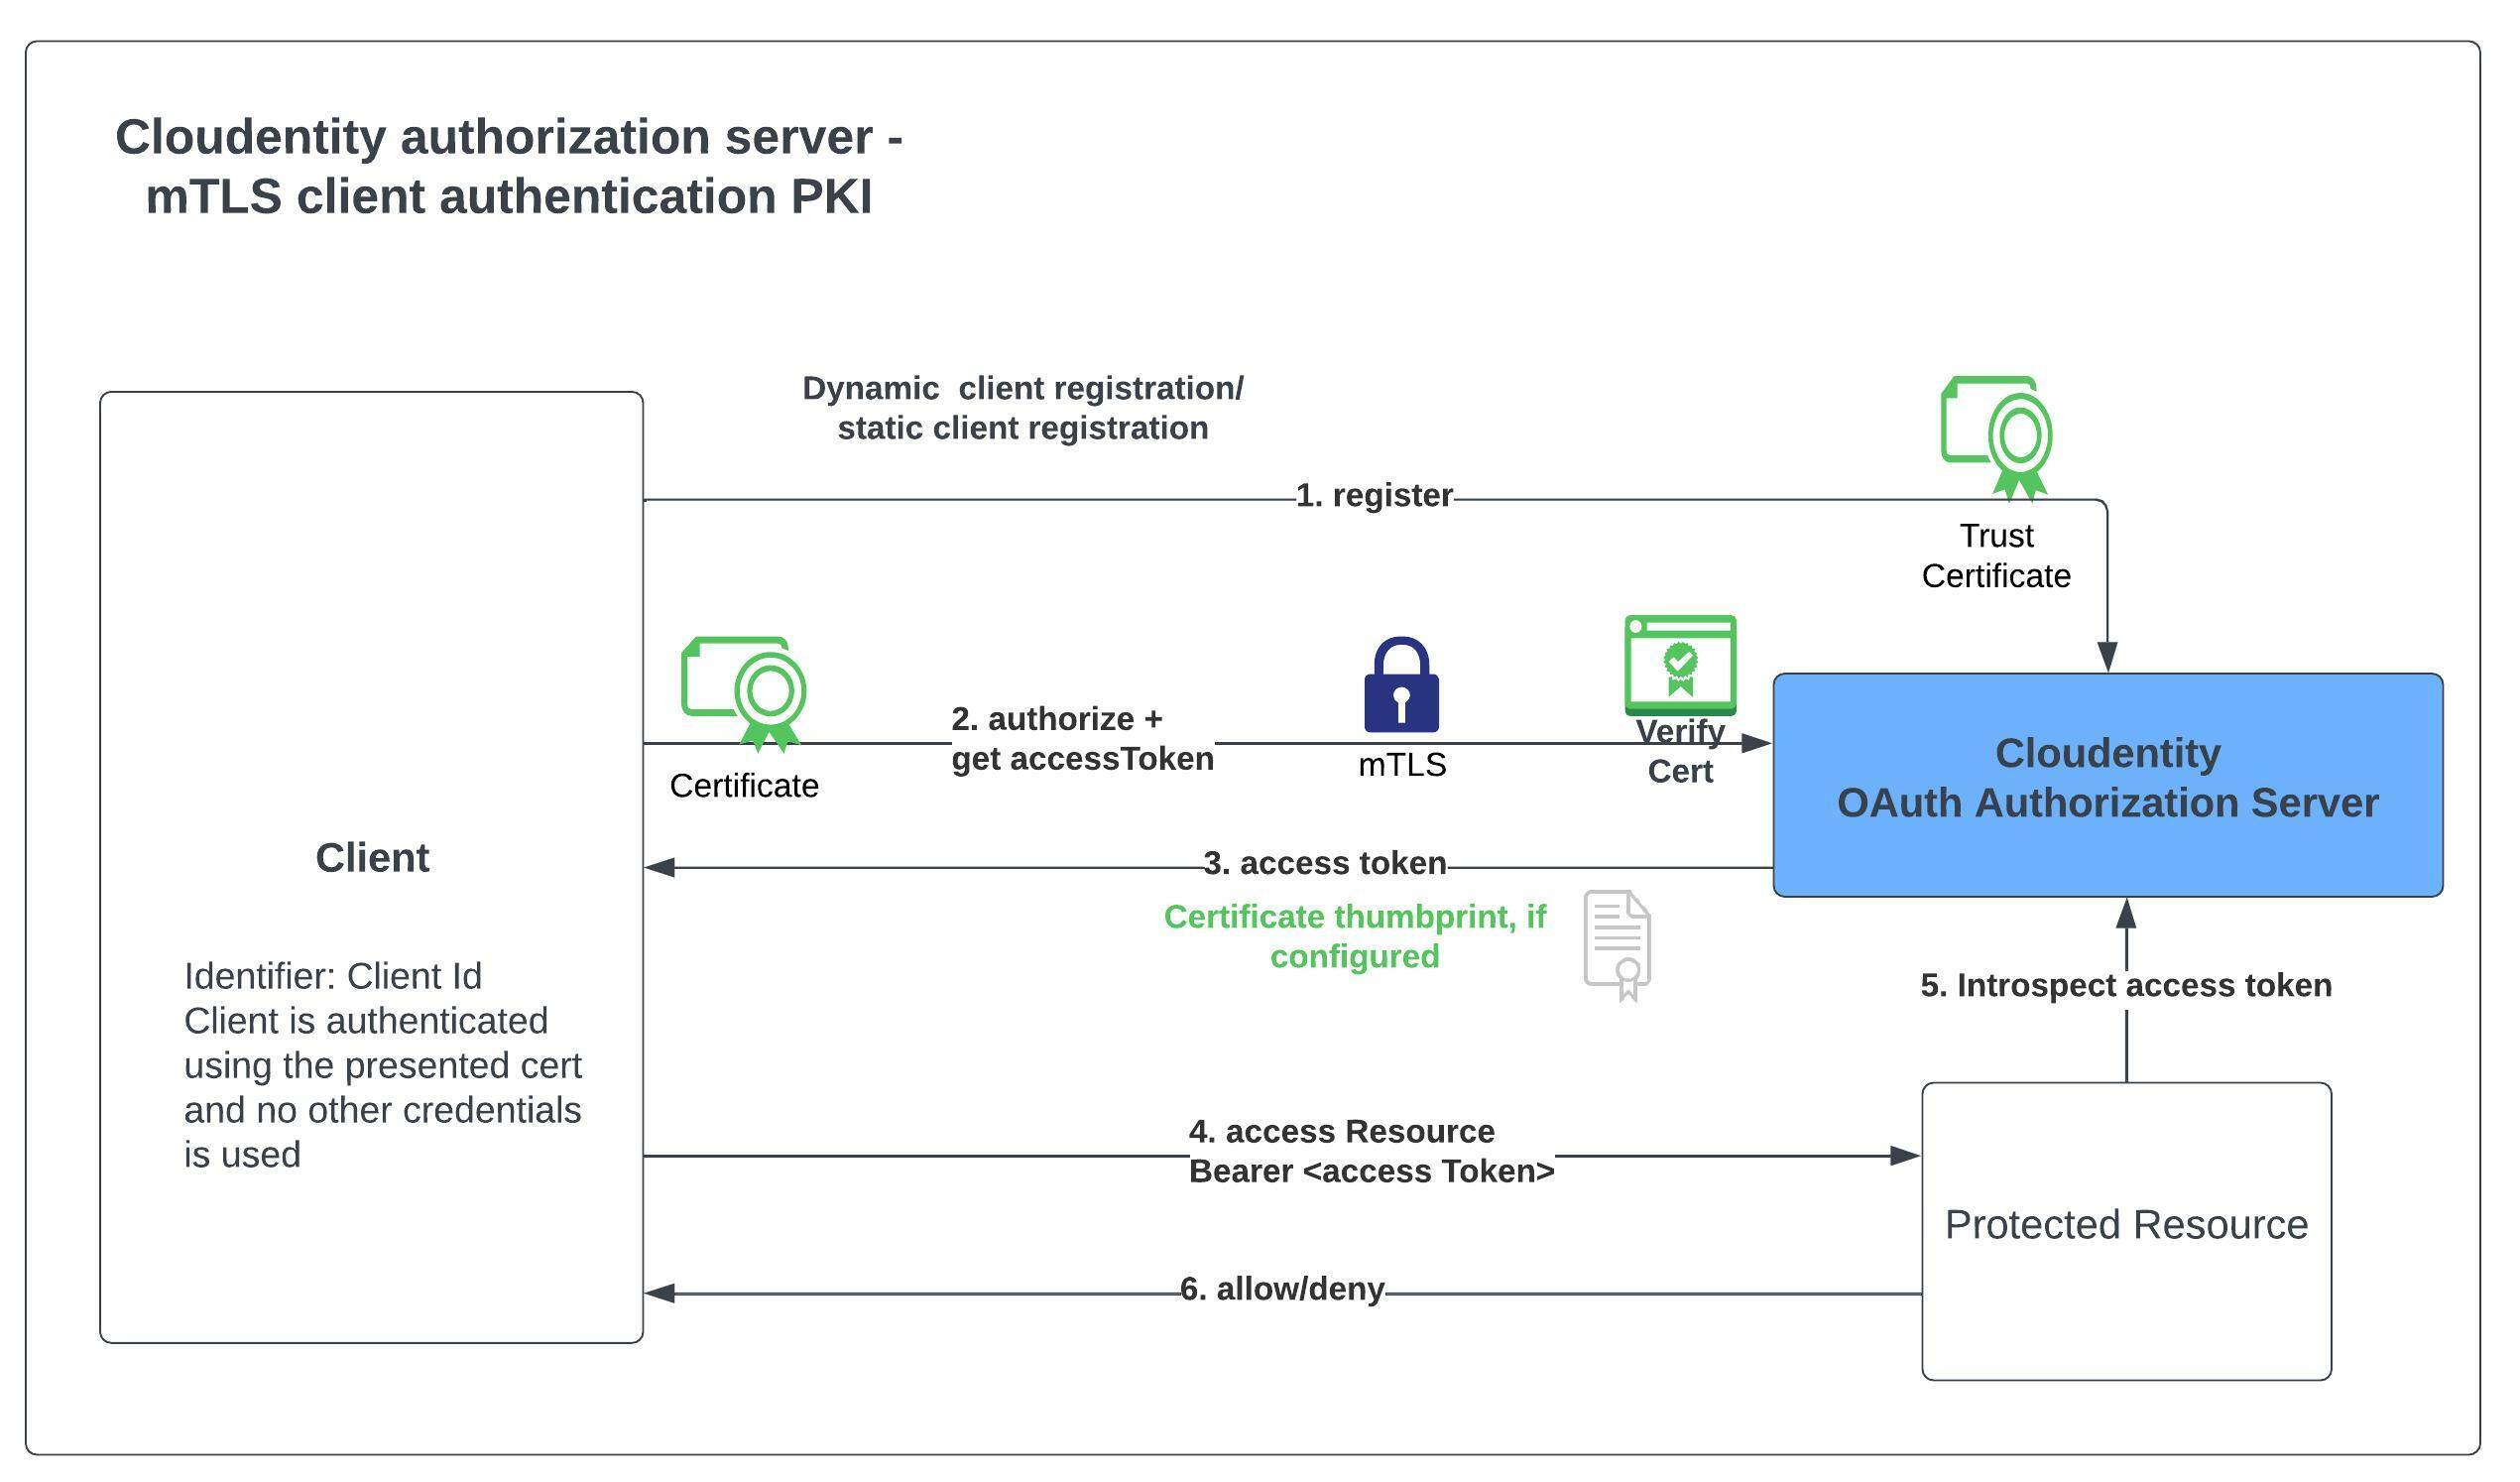 Cloudentity authorization server -
mTLS client authentication PKI
Dynamic  client registration/
static client registration
1. register
Trust
Certificate
Certificate
2. authorize +
get accessToken
mTLS
Verify
Cert
Cloudentity
OAuth Authorization Server
Client
3. access token
Certificate thumbprint, if
configured
Identifier: Client Id
Client is authenticated
using the presented cert
and no other credentials
is used
5. Introspect access token
4. access Resource
Bearer <access Token>
Protected Resource
6. allow/deny